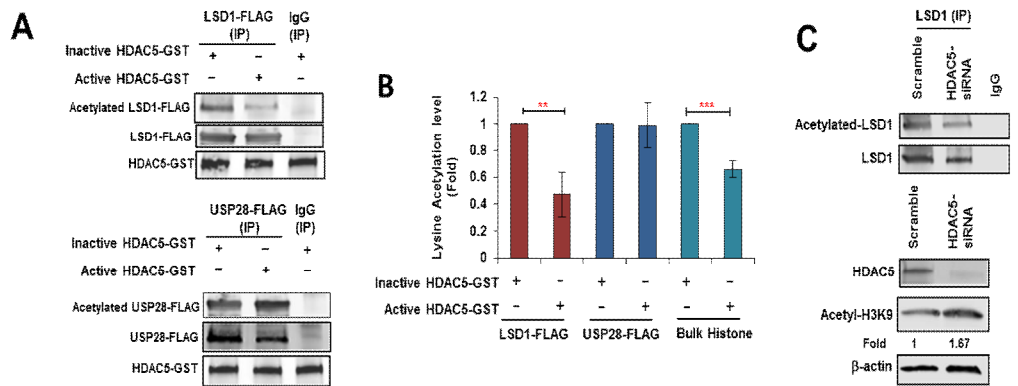 A
LSD1-FLAG (IP)
IgG (IP)
Inactive HDAC5-GST + − +
Active HDAC5-GST − + −
Acetylated LSD1-FLAG
LSD1-FLAG
HDAC5-GST
USP28-FLAG (IP)
IgG (IP)
Inactive HDAC5-GST + − +
Active HDAC5-GST − + −
Acetylated USP28-FLAG
USP28-FLAG
HDAC5-GST
B
Lysine Acetylation level (Fold)
1.2
1
0.8
0.6
0.4
0.2
0
**
***
Inactive HDAC5-GST + − + − + −
Active HDAC5-GST − + − + − +
LSD1-FLAG USP28-FLAG Bulk Histone
C
LSD1 (IP)
Scramble
HDAC5-siRNA
IgG
Acetylated-LSD1
LSD1
Scramble
HDAC5-siRNA
HDAC5
Acetyl-H3K9
Fold 1 1.67
β-actin